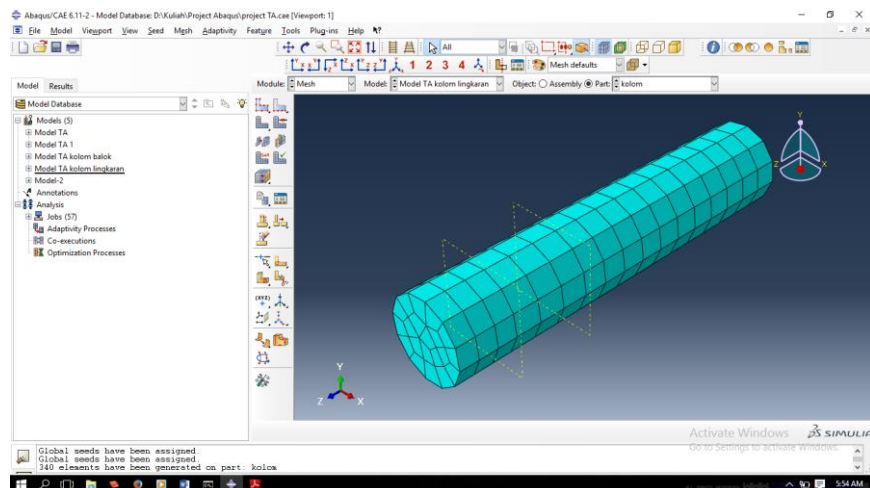 Abaqus/CAE 6.11-2 - Model Database: D:\Kuliah\Project Abaqus\project TA.cae [Viewport: 1]
File Model Viewport View Seed Mesh Adaptivity Feature Tools Plug-ins Help
All
1 2 3 4 Mesh defaults
Model Results
Module: Mesh Model: Model TA kolom lingkaran Object: Assembly Part: kolom
Model Database
Models (5)
Model TA
Model TA 1
Model TA kolom balok
Model TA kolom lingkaran
Model-2
Annotations
Analysis
Jobs (57)
Adaptivity Processes
Co-executions
Optimization Processes
(XYZ)
Y
Z X
Y
Z X
Activate Windows
Go to Settings to activate Windows.
SIMULIA
Global seeds have been assigned.
Global seeds have been assigned.
340 elements have been generated on part: kolom
5:54 AM